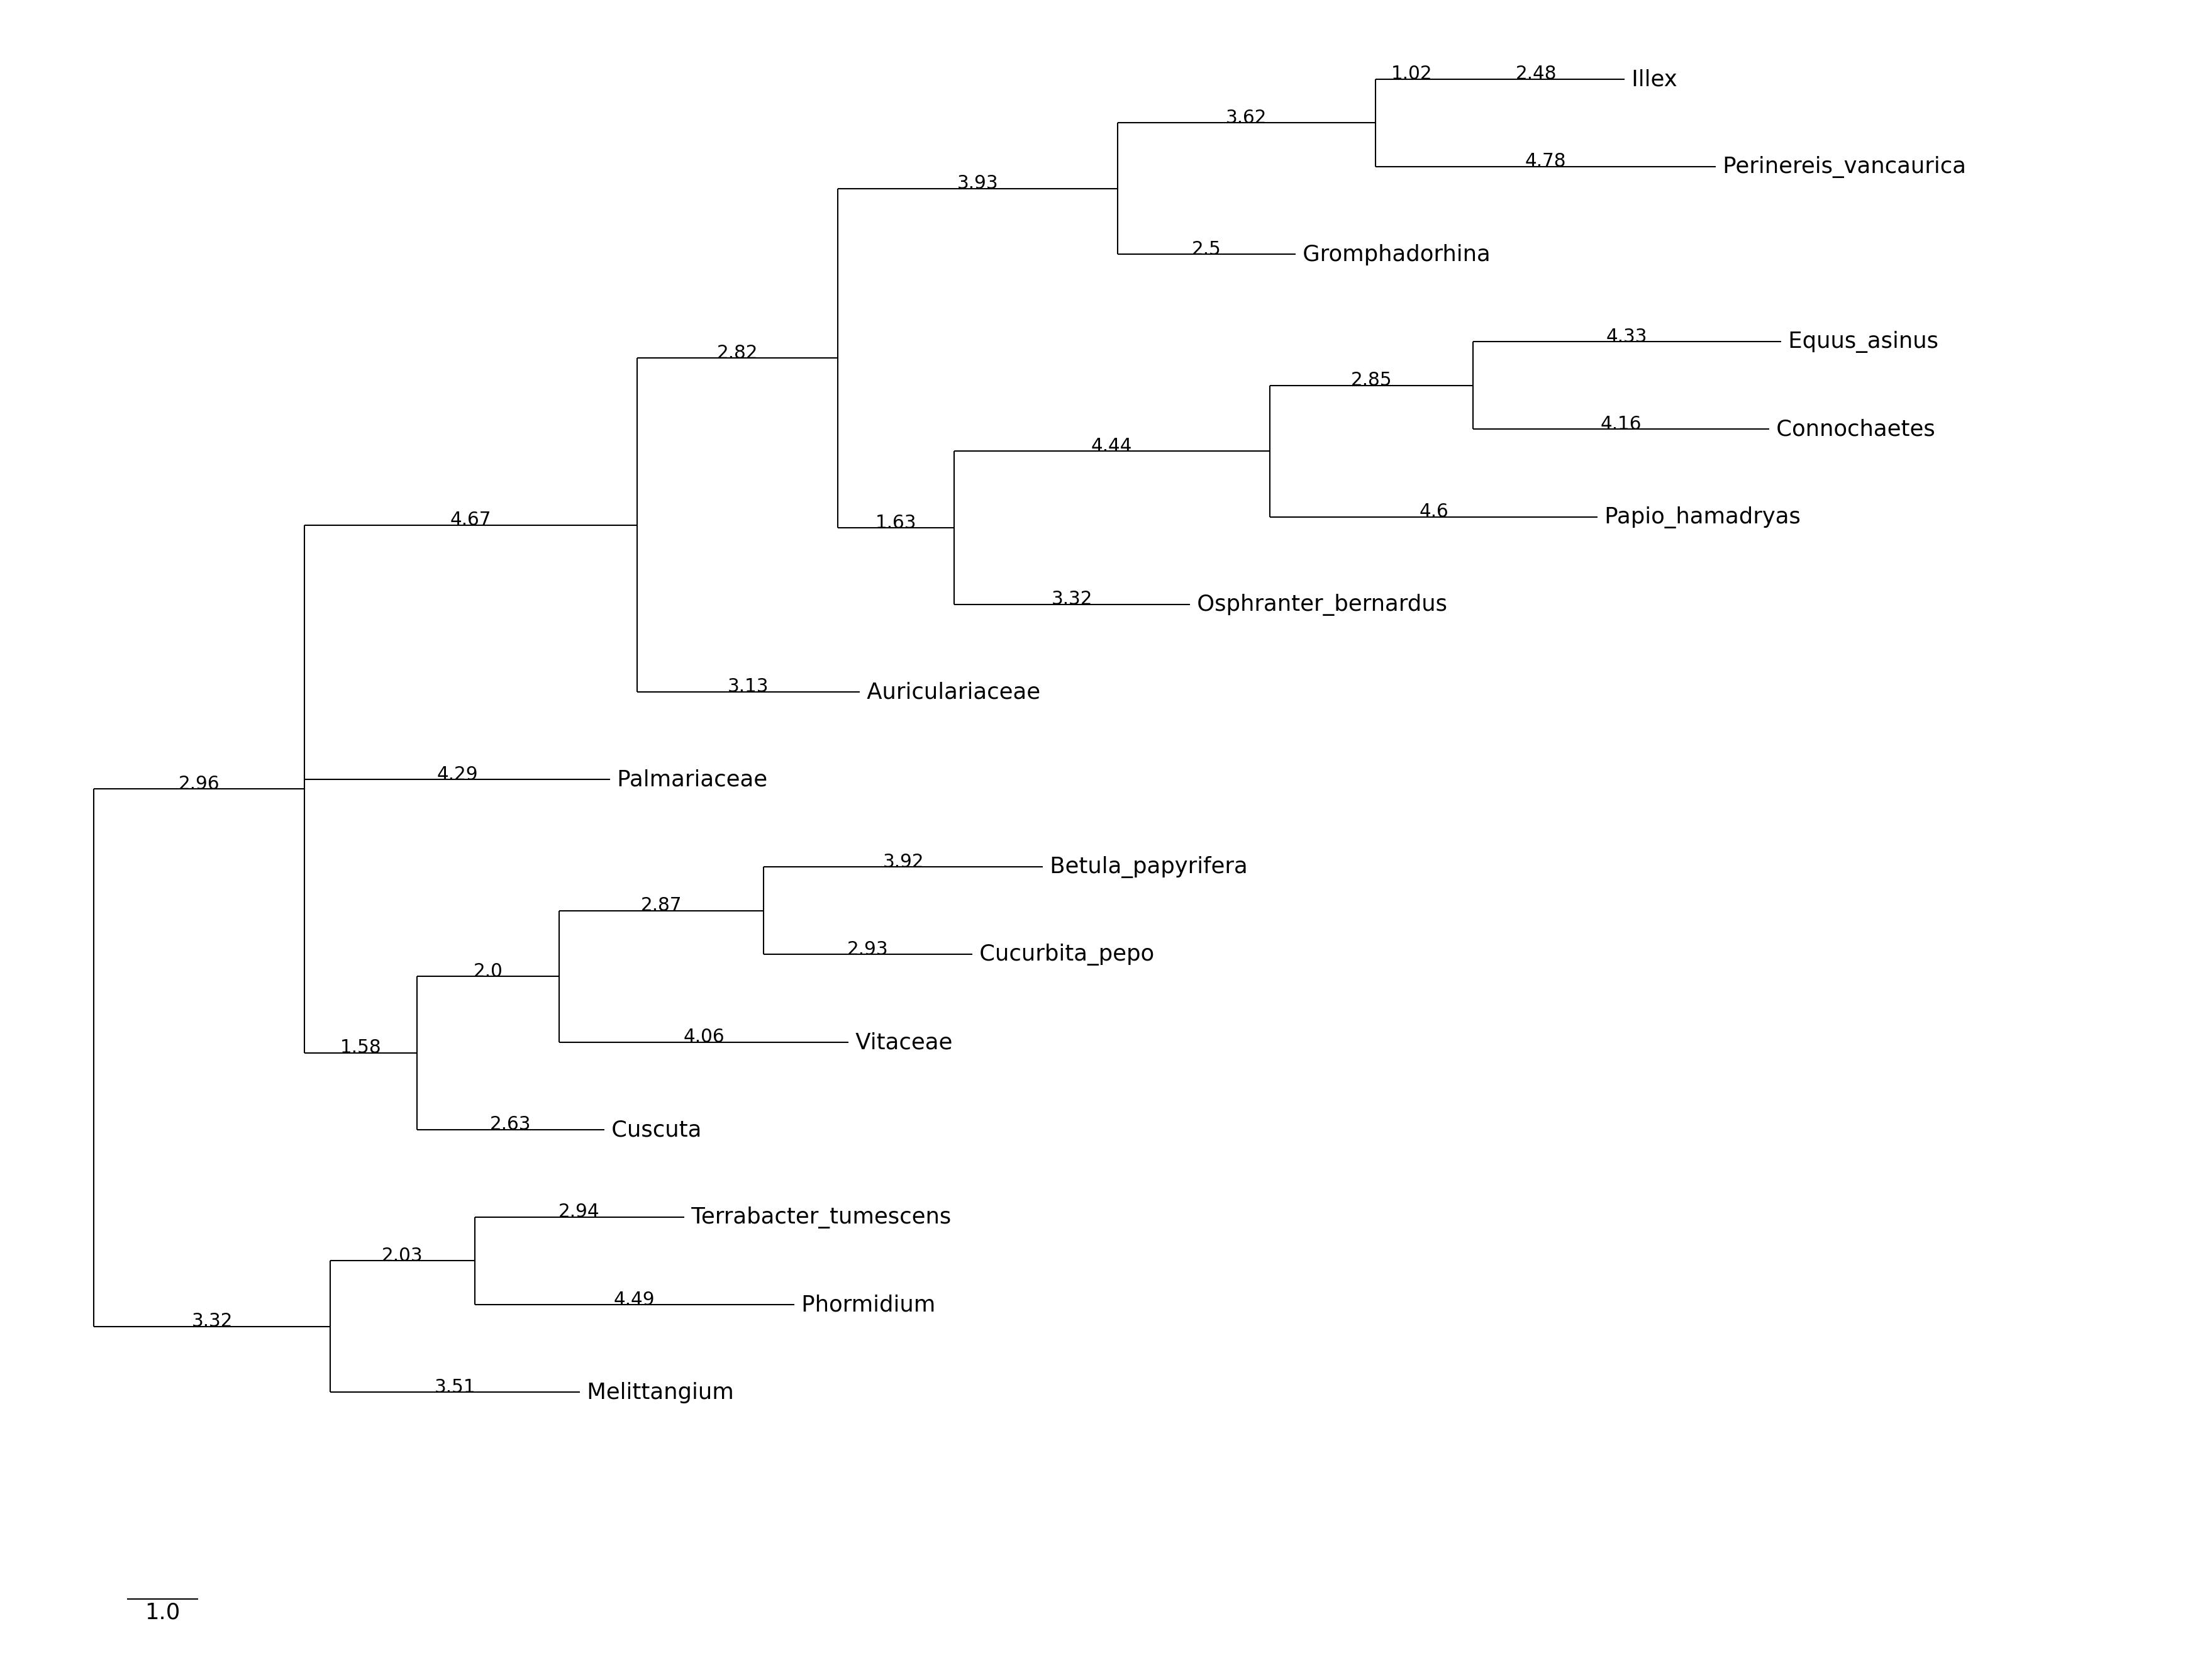 1.02 2.48 Illex
3.62
4.78 Perinereis_vancaurica
3.93
2.5 Gromphadorhina
4.33 Equus_asinus
2.82
2.85
4.16 Connochaetes
4.44
4.6 Papio_hamadryas
4.67
1.63
3.32 Osphranter_bernardus
3.13 Auriculariaceae
4.29 Palmariaceae
2.96
3.92 Betula_papyrifera
2.87
2.93 Cucurbita_pepo
2.0
4.06 Vitaceae
1.58
2.63 Cuscuta
2.94 Terrabacter_tumescens
2.03
4.49 Phormidium
3.32
3.51 Melittangium
1.0